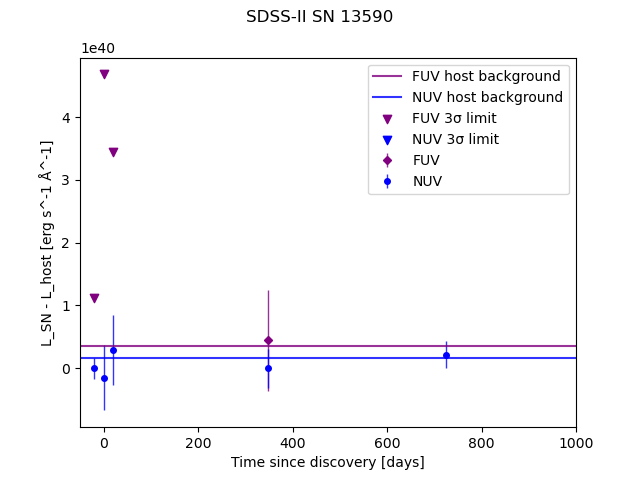 SDSS-II SN 13590
1e40
FUV host background
NUV host background
FUV 3σ limit
NUV 3σ limit
FUV
NUV
4
3
2
1
0
L_SN - L_host [erg s^-1 Å^-1]
0 200 400 600 800 1000
Time since discovery [days]